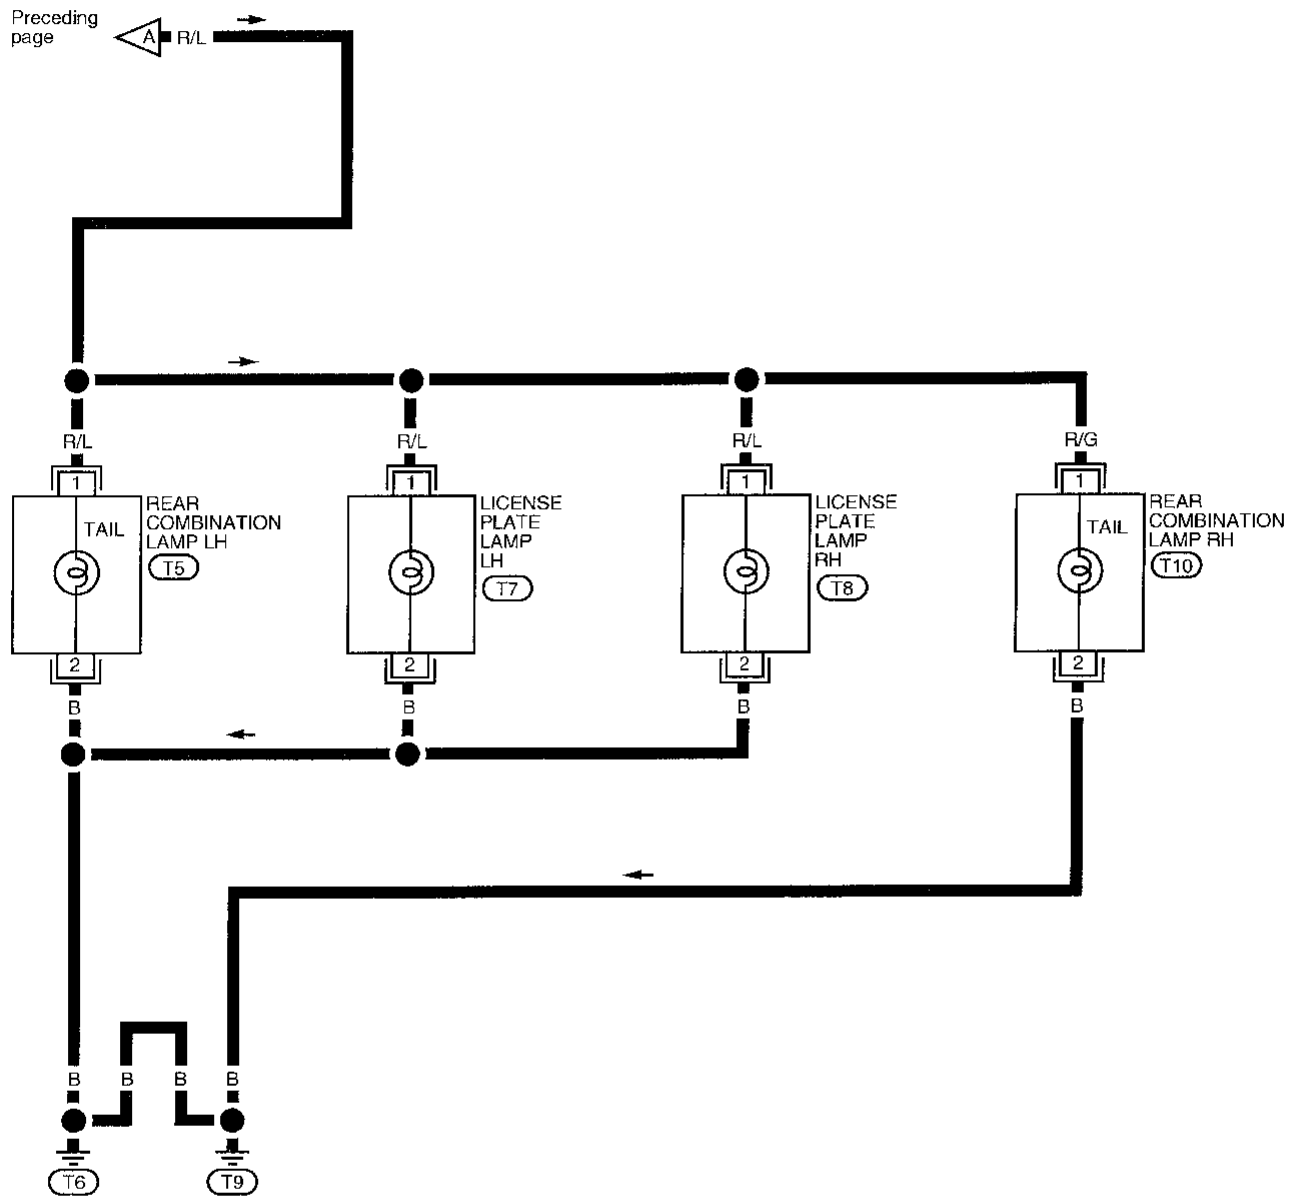 Preceding
page
A R/L
R/L R/L R/L R/G
1 1 1 1
TAIL
REAR
COMBINATION
LAMP LH
T5
LICENSE
PLATE
LAMP
LH
T7
LICENSE
PLATE
LAMP
RH
T8
TAIL
REAR
COMBINATION
LAMP RH
T10
2 2 2 2
B B B B
B B B B
T6 T9